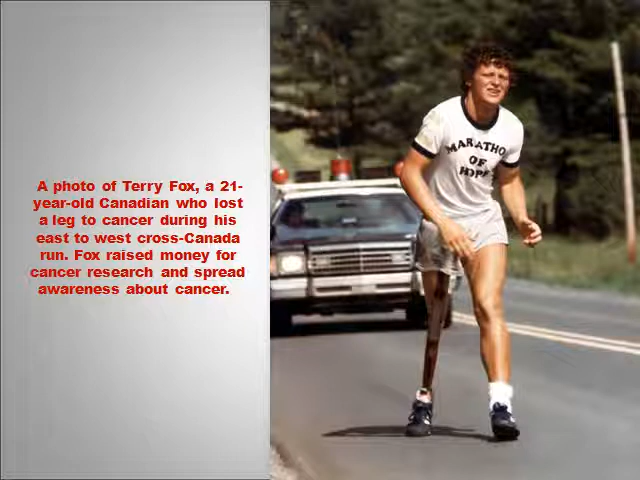 A photo of Terry Fox, a 21-
year-old Canadian who lost
a leg to cancer during his
east to west cross-Canada
run. Fox raised money for
cancer research and spread
awareness about cancer.
MARATHO
OF
HOPE